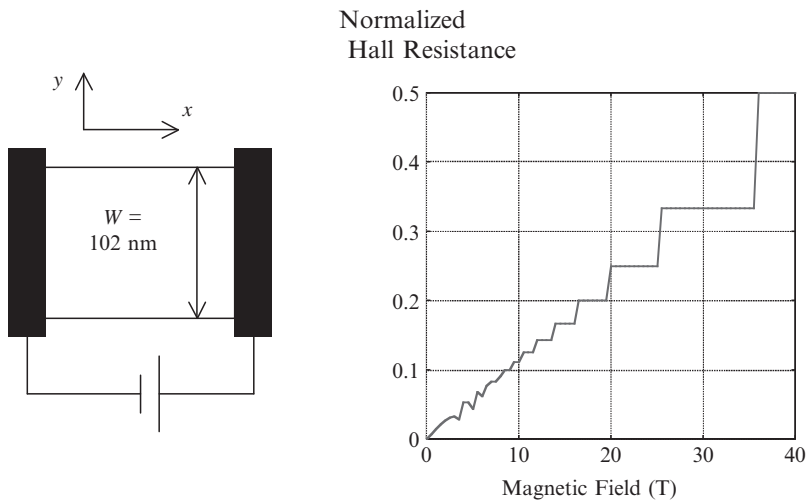 Normalized
Hall Resistance
y
x
W =
102 nm
0.5
0.4
0.3
0.2
0.1
0
0 10 20 30 40
Magnetic Field (T)